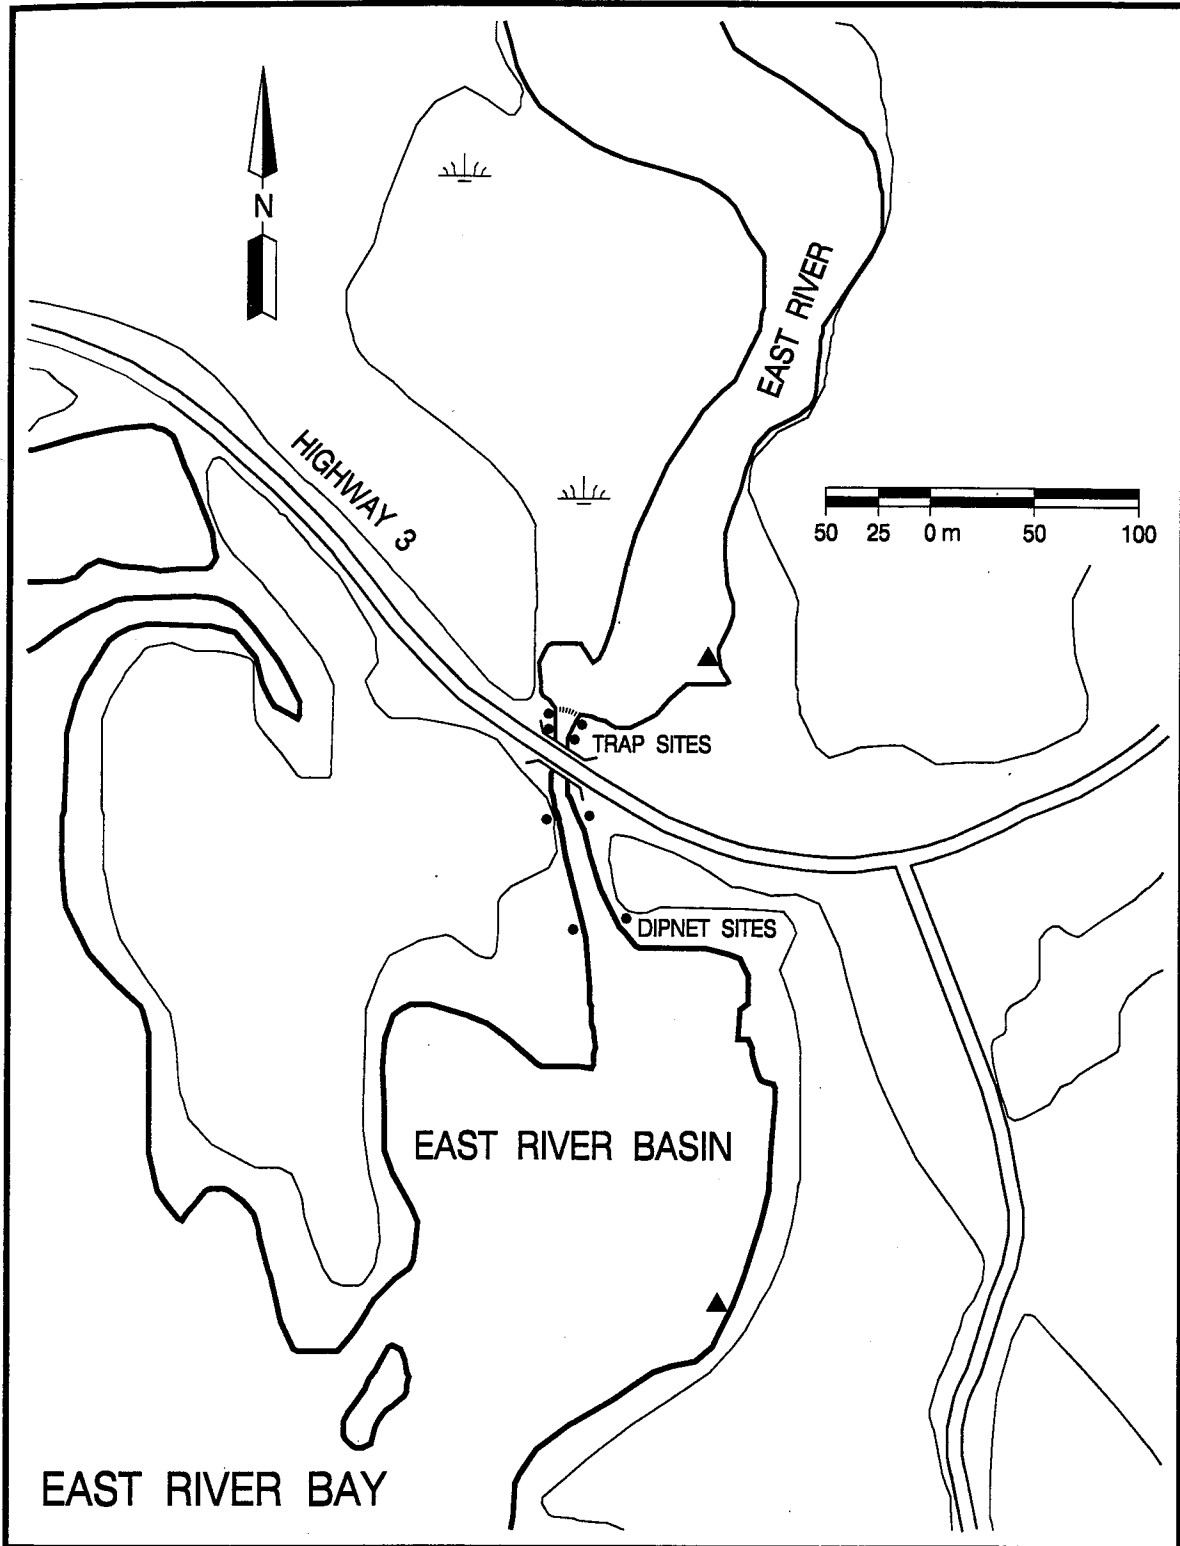 N
EAST RIVER
HIGHWAY 3
50 25 0 m 50 100
TRAP SITES
DIPNET SITES
EAST RIVER BASIN
EAST RIVER BAY